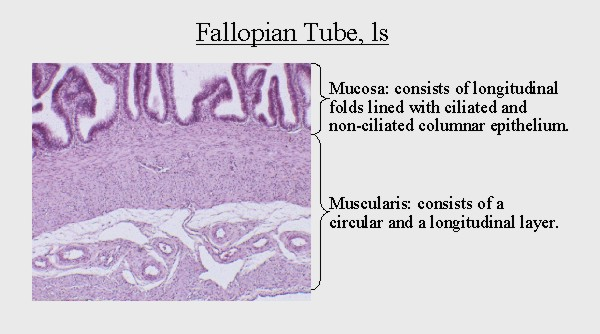 Fallopian Tube, ls
Mucosa: consists of longitudinal
folds lined with ciliated and
non-ciliated columnar epithelium.
Muscularis: consists of a
circular and a longitudinal layer.